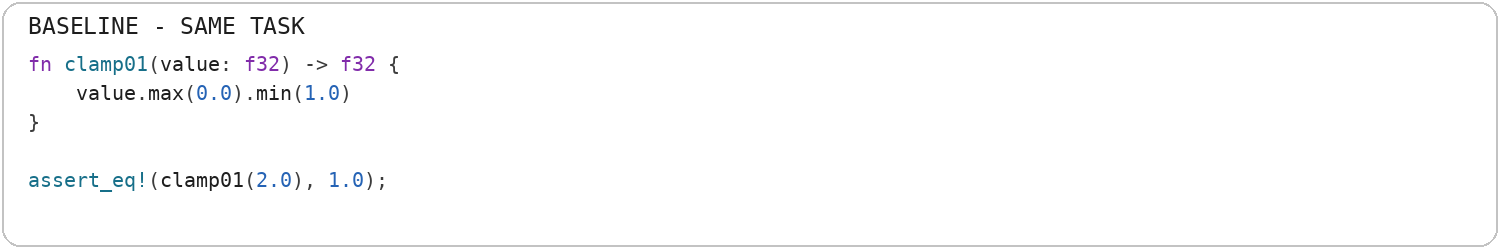 BASELINE - SAME TASK
fn clamp01(value: f32) -> f32 {
    value.max(0.0).min(1.0)
}

assert_eq!(clamp01(2.0), 1.0);